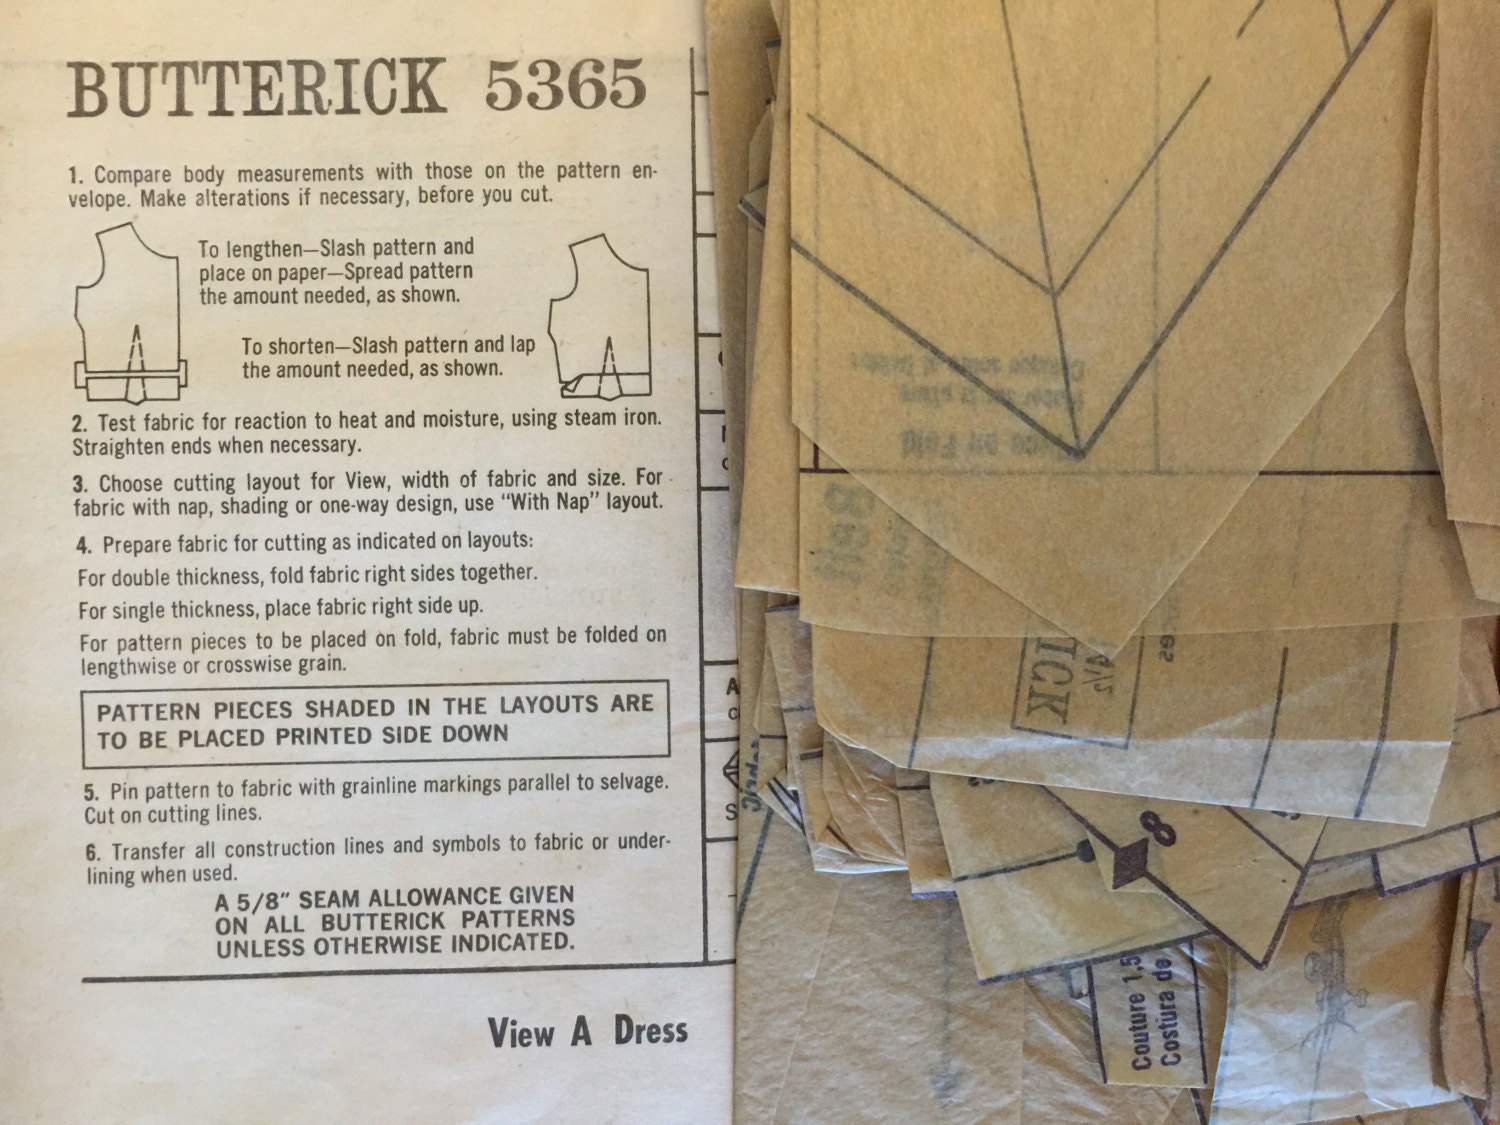 BUTTERICK 5365
1. Compare body measurements with those on the pattern en-
velope. Make alterations if necessary, before you cut.
To lengthen—Slash pattern and
place on paper—Spread pattern
the amount needed, as shown.
To shorten—Slash pattern and lap
the amount needed, as shown.
2. Test fabric for reaction to heat and moisture, using steam iron.
Straighten ends when necessary.
3. Choose cutting layout for View, width of fabric and size. For
fabric with nap, shading or one-way design, use "With Nap" layout.
4. Prepare fabric for cutting as indicated on layouts:
For double thickness, fold fabric right sides together.
For single thickness, place fabric right side up.
For pattern pieces to be placed on fold, fabric must be folded on
lengthwise or crosswise grain.
PATTERN PIECES SHADED IN THE LAYOUTS ARE
TO BE PLACED PRINTED SIDE DOWN
5. Pin pattern to fabric with grainline markings parallel to selvage.
Cut on cutting lines.
6. Transfer all construction lines and symbols to fabric or under-
lining when used.
A 5/8" SEAM ALLOWANCE GIVEN
ON ALL BUTTERICK PATTERNS
UNLESS OTHERWISE INDICATED.
View A Dress
on Fold
Belt
14½
ICK
8
Couture 1,5
Costura de